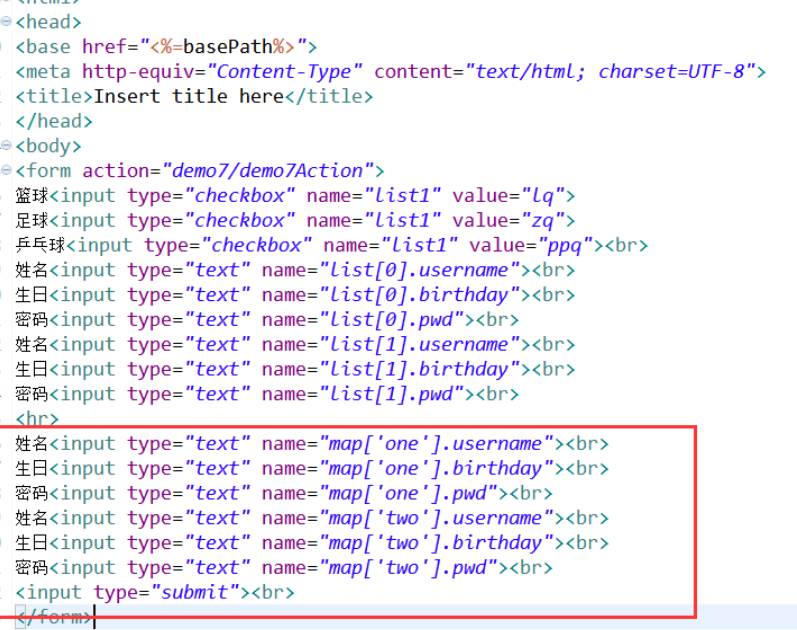 <html>
<head>
<base href="<%=basePath%>">
<meta http-equiv="Content-Type" content="text/html; charset=UTF-8">
<title>Insert title here</title>
</head>
<body>
<form action="demo7/demo7Action">
篮球<input type="checkbox" name="list1" value="lq">
足球<input type="checkbox" name="list1" value="zq">
乒乓球<input type="checkbox" name="list1" value="ppq"><br>
姓名<input type="text" name="list[0].username"><br>
生日<input type="text" name="list[0].birthday"><br>
密码<input type="text" name="list[0].pwd"><br>
姓名<input type="text" name="list[1].username"><br>
生日<input type="text" name="list[1].birthday"><br>
密码<input type="text" name="list[1].pwd"><br>
<hr>
姓名<input type="text" name="map['one'].username"><br>
生日<input type="text" name="map['one'].birthday"><br>
密码<input type="text" name="map['one'].pwd"><br>
姓名<input type="text" name="map['two'].username"><br>
生日<input type="text" name="map['two'].birthday"><br>
密码<input type="text" name="map['two'].pwd"><br>
<input type="submit"><br>
</form>